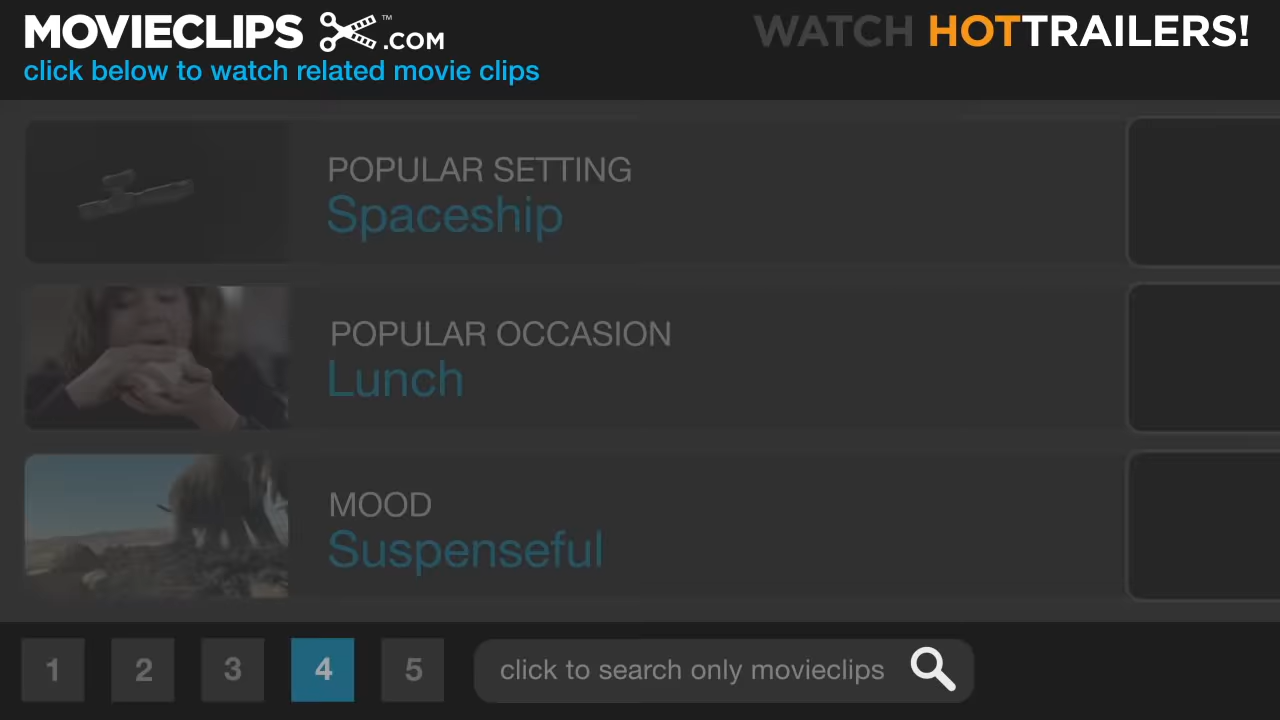 MOVIECLIPS ™ .COM
WATCH HOTTRAILERS!
click below to watch related movie clips
POPULAR SETTING
Spaceship
POPULAR OCCASION
Lunch
MOOD
Suspenseful
1 2 3 4 5
click to search only movieclips